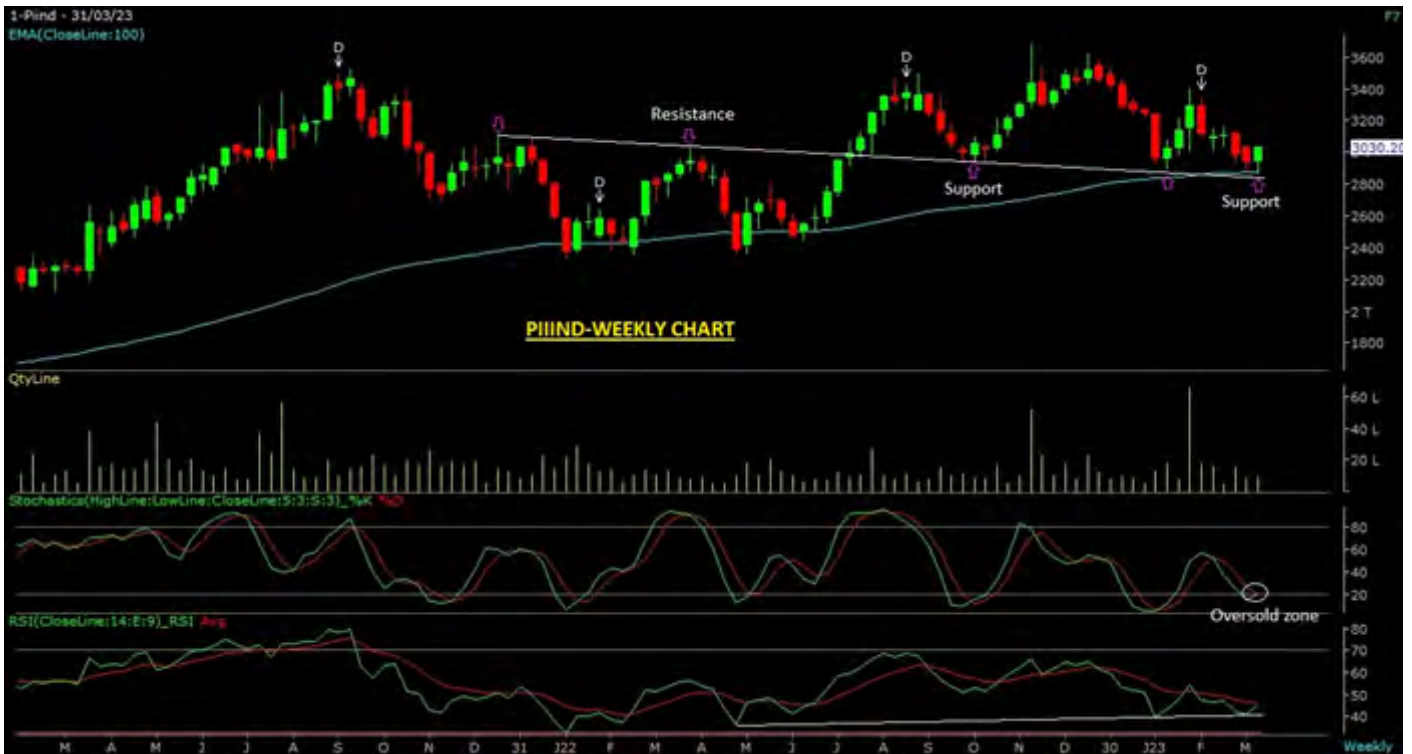 1-Piind - 31/03/23
F7
EMA(CloseLine:100)
D
D
D
D
3600
3400
3200
3030.20
2800
2600
2400
2200
2 T
1800
Resistance
Support
Support
PIIIND-WEEKLY CHART
QtyLine
60 L
40 L
20 L
Stochastics(HighLine:LowLine:CloseLine:5:3:S:3)_%K %D
80
60
40
20
Oversold zone
RSI(CloseLine:14:E:9)_RSI Avg
80
70
60
50
40
M A M J J A S O N D 31 J22 F M A M J J A S O N D 30 J23 F M Weekly